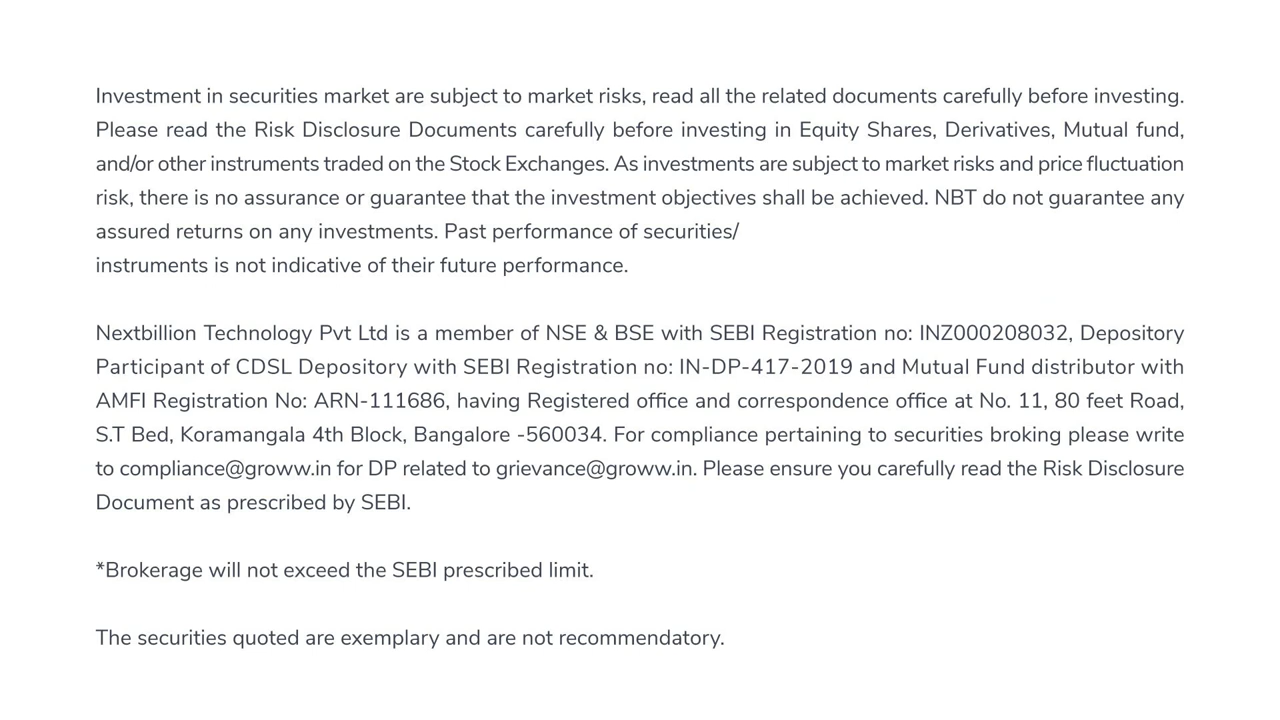 Investment in securities market are subject to market risks, read all the related documents carefully before investing.
Please read the Risk Disclosure Documents carefully before investing in Equity Shares, Derivatives, Mutual fund,
and/or other instruments traded on the Stock Exchanges. As investments are subject to market risks and price fluctuation
risk, there is no assurance or guarantee that the investment objectives shall be achieved. NBT do not guarantee any
assured returns on any investments. Past performance of securities/
instruments is not indicative of their future performance.
Nextbillion Technology Pvt Ltd is a member of NSE & BSE with SEBI Registration no: INZ000208032, Depository
Participant of CDSL Depository with SEBI Registration no: IN-DP-417-2019 and Mutual Fund distributor with
AMFI Registration No: ARN-111686, having Registered office and correspondence office at No. 11, 80 feet Road,
S.T Bed, Koramangala 4th Block, Bangalore -560034. For compliance pertaining to securities broking please write
to compliance@groww.in for DP related to grievance@groww.in. Please ensure you carefully read the Risk Disclosure
Document as prescribed by SEBI.
*Brokerage will not exceed the SEBI prescribed limit.
The securities quoted are exemplary and are not recommendatory.